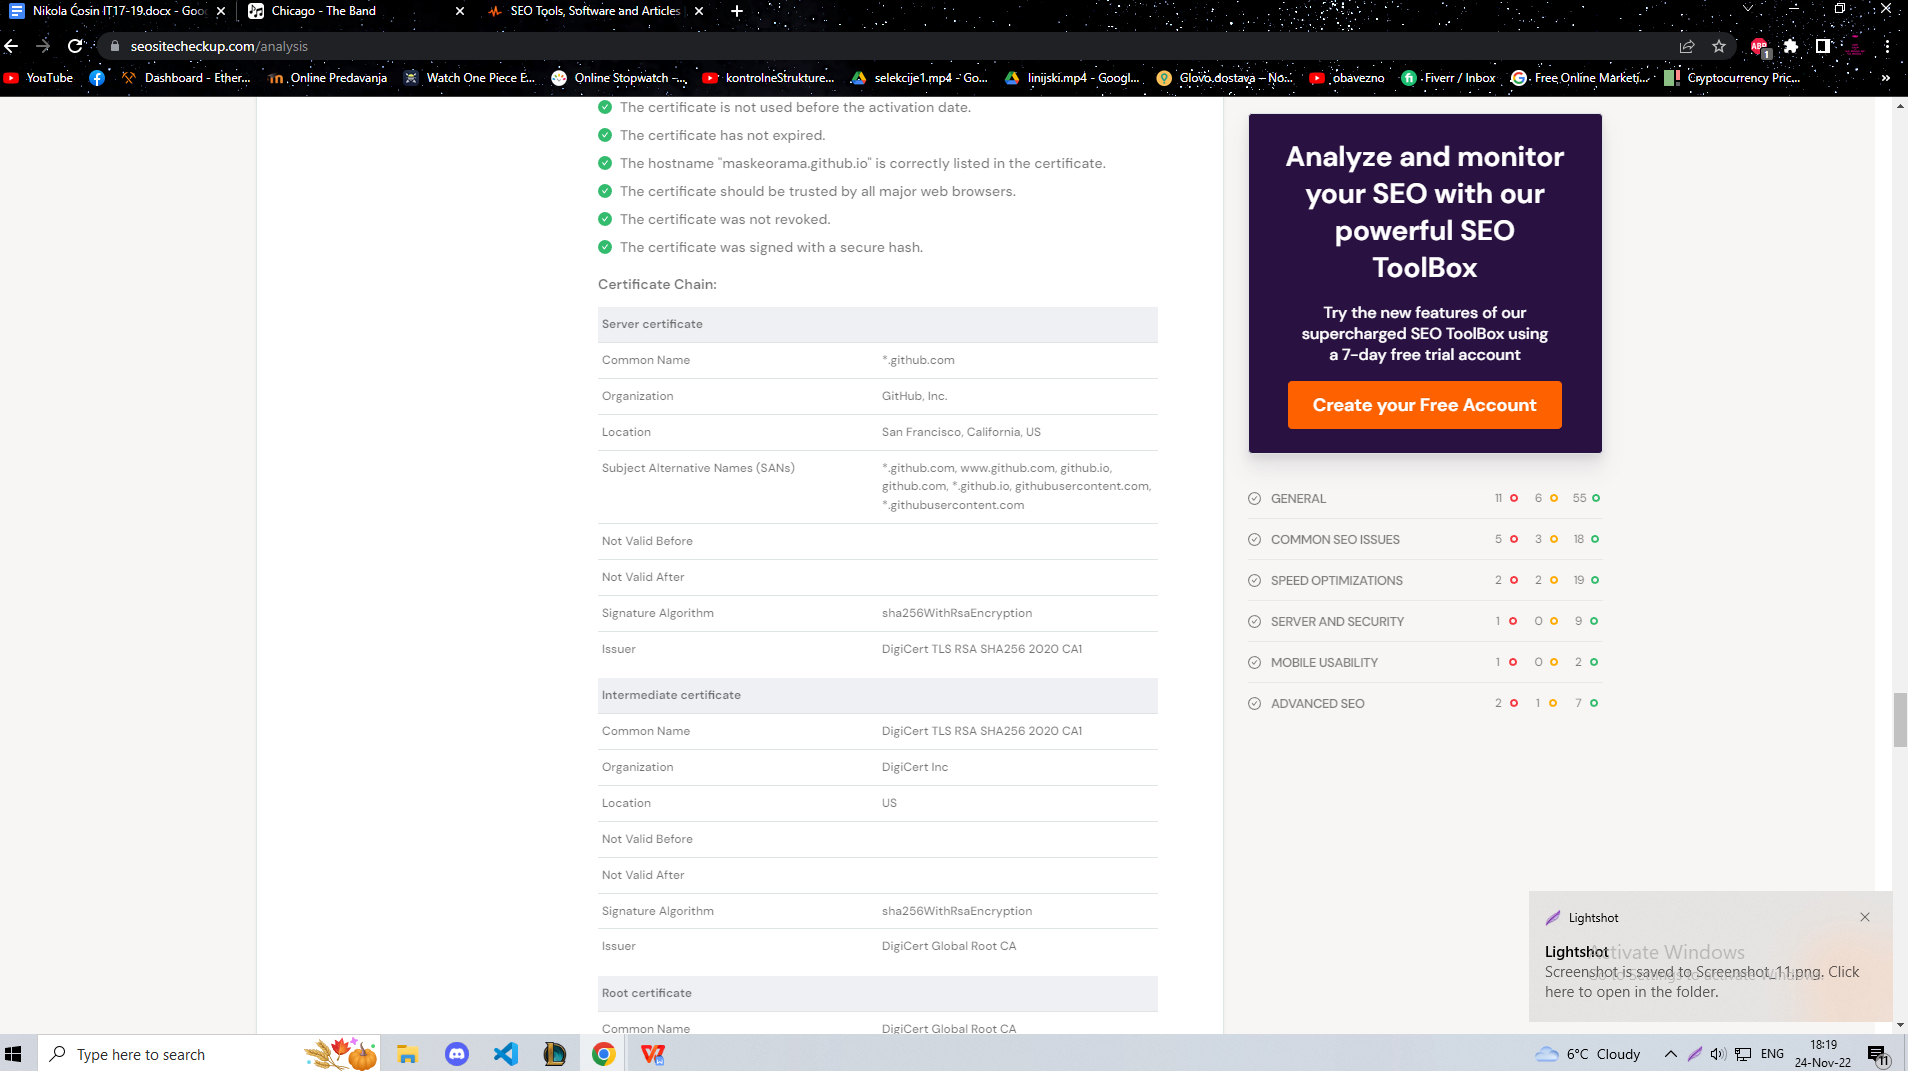 Nikola Ćosin IT17-19.docx - Goo
Chicago - The Band
SEO Tools, Software and Articles
seositecheckup.com/analysis
YouTube
Dashboard - Ether...
Online Predavanja
Watch One Piece E...
Online Stopwatch –...
kontrolneStrukture...
selekcije1.mp4 - Go...
linijski.mp4 - Googl...
Glovo dostava – No...
obavezno
Fiverr / Inbox
Free Online Marketi...
Cryptocurrency Pric...
The certificate is not used before the activation date.
The certificate has not expired.
The hostname "maskeorama.github.io" is correctly listed in the certificate.
The certificate should be trusted by all major web browsers.
The certificate was not revoked.
The certificate was signed with a secure hash.
Certificate Chain:
Server certificate
Common Name *.github.com
Organization GitHub, Inc.
Location San Francisco, California, US
Subject Alternative Names (SANs) *.github.com, www.github.com, github.io,
github.com, *.github.io, githubusercontent.com,
*.githubusercontent.com
Not Valid Before
Not Valid After
Signature Algorithm sha256WithRsaEncryption
Issuer DigiCert TLS RSA SHA256 2020 CA1
Intermediate certificate
Common Name DigiCert TLS RSA SHA256 2020 CA1
Organization DigiCert Inc
Location US
Not Valid Before
Not Valid After
Signature Algorithm sha256WithRsaEncryption
Issuer DigiCert Global Root CA
Root certificate
Common Name DigiCert Global Root CA
Analyze and monitor
your SEO with our
powerful SEO
ToolBox
Try the new features of our
supercharged SEO ToolBox using
a 7-day free trial account
Create your Free Account
GENERAL 11 6 55
COMMON SEO ISSUES 5 3 18
SPEED OPTIMIZATIONS 2 2 19
SERVER AND SECURITY 1 0 9
MOBILE USABILITY 1 0 2
ADVANCED SEO 2 1 7
Lightshot
Lightshot
Activate Windows
Screenshot is saved to Screenshot_11.png. Click
Go to Settings to activate Windows.
here to open in the folder.
Type here to search
6°C Cloudy
ENG
18:19
24-Nov-22
11